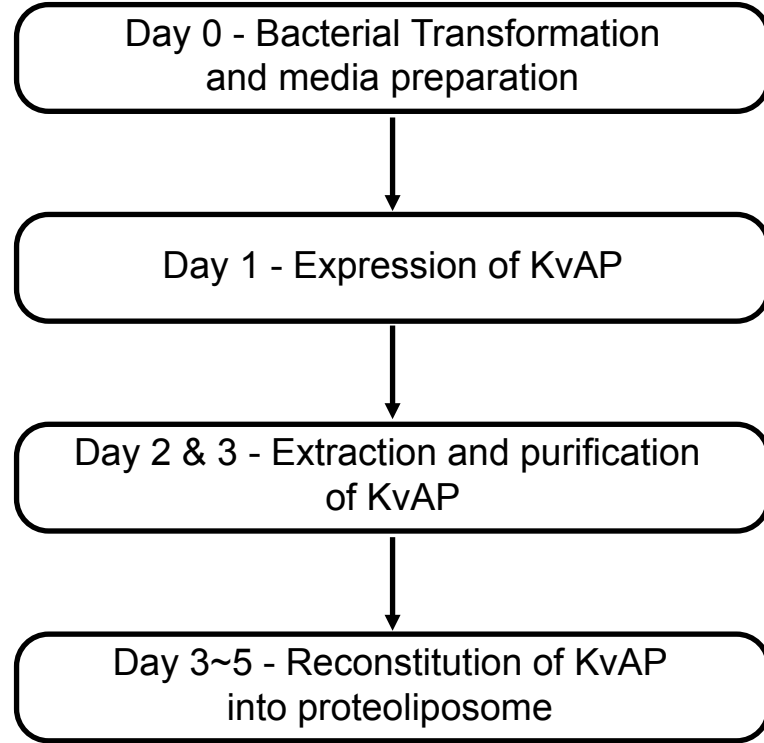 Day 0 - Bacterial Transformation
and media preparation
Day 1 - Expression of KvAP
Day 2 & 3 - Extraction and purification
of KvAP
Day 3~5 - Reconstitution of KvAP
into proteoliposome